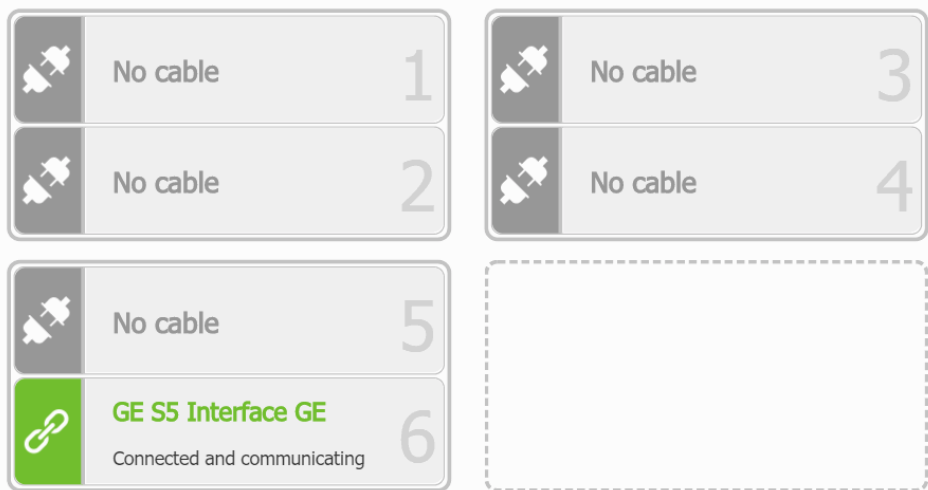 No cable 1
No cable 2
No cable 3
No cable 4
No cable 5
GE S5 Interface GE
Connected and communicating 6